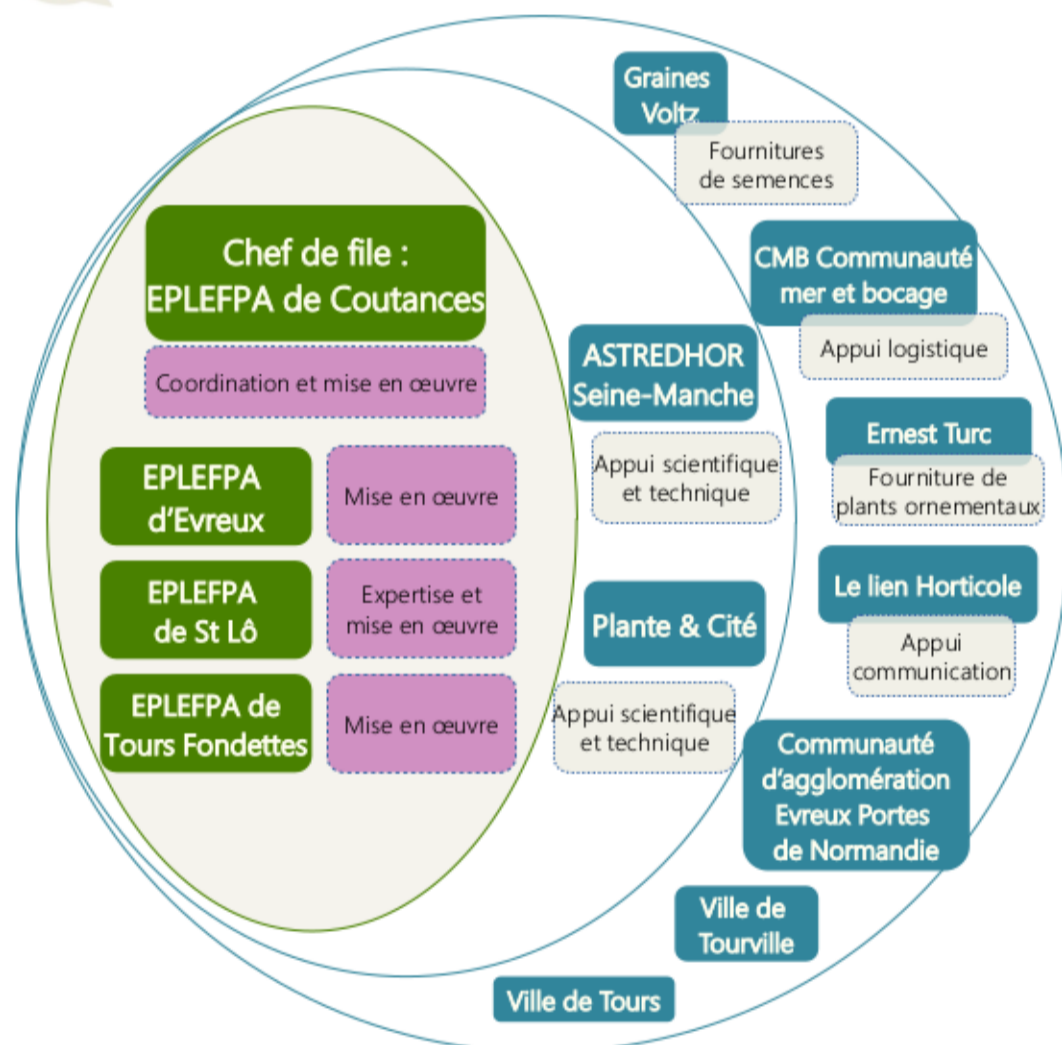 Chef de file :
EPLEFPA de Coutances
Coordination et mise en œuvre
EPLEFPA
d’Evreux
Mise en œuvre
EPLEFPA
de St Lô
Expertise et
mise en œuvre
EPLEFPA de
Tours Fondettes
Mise en œuvre
ASTREDHOR
Seine-Manche
Appui scientifique
et technique
Plante & Cité
Appui scientifique
et technique
Graines
Voltz
Fournitures
de semences
CMB Communauté
mer et bocage
Appui logistique
Ernest Turc
Fourniture de
plants ornementaux
Le lien Horticole
Appui
communication
Communauté
d’agglomération
Evreux Portes
de Normandie
Ville de
Tourville
Ville de Tours